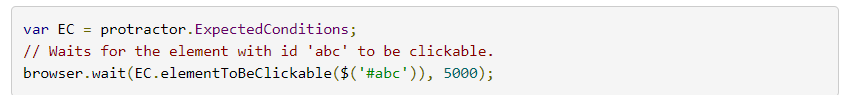 var EC = protractor.ExpectedConditions;
// Waits for the element with id 'abc' to be clickable.
browser.wait(EC.elementToBeClickable($('#abc')), 5000);